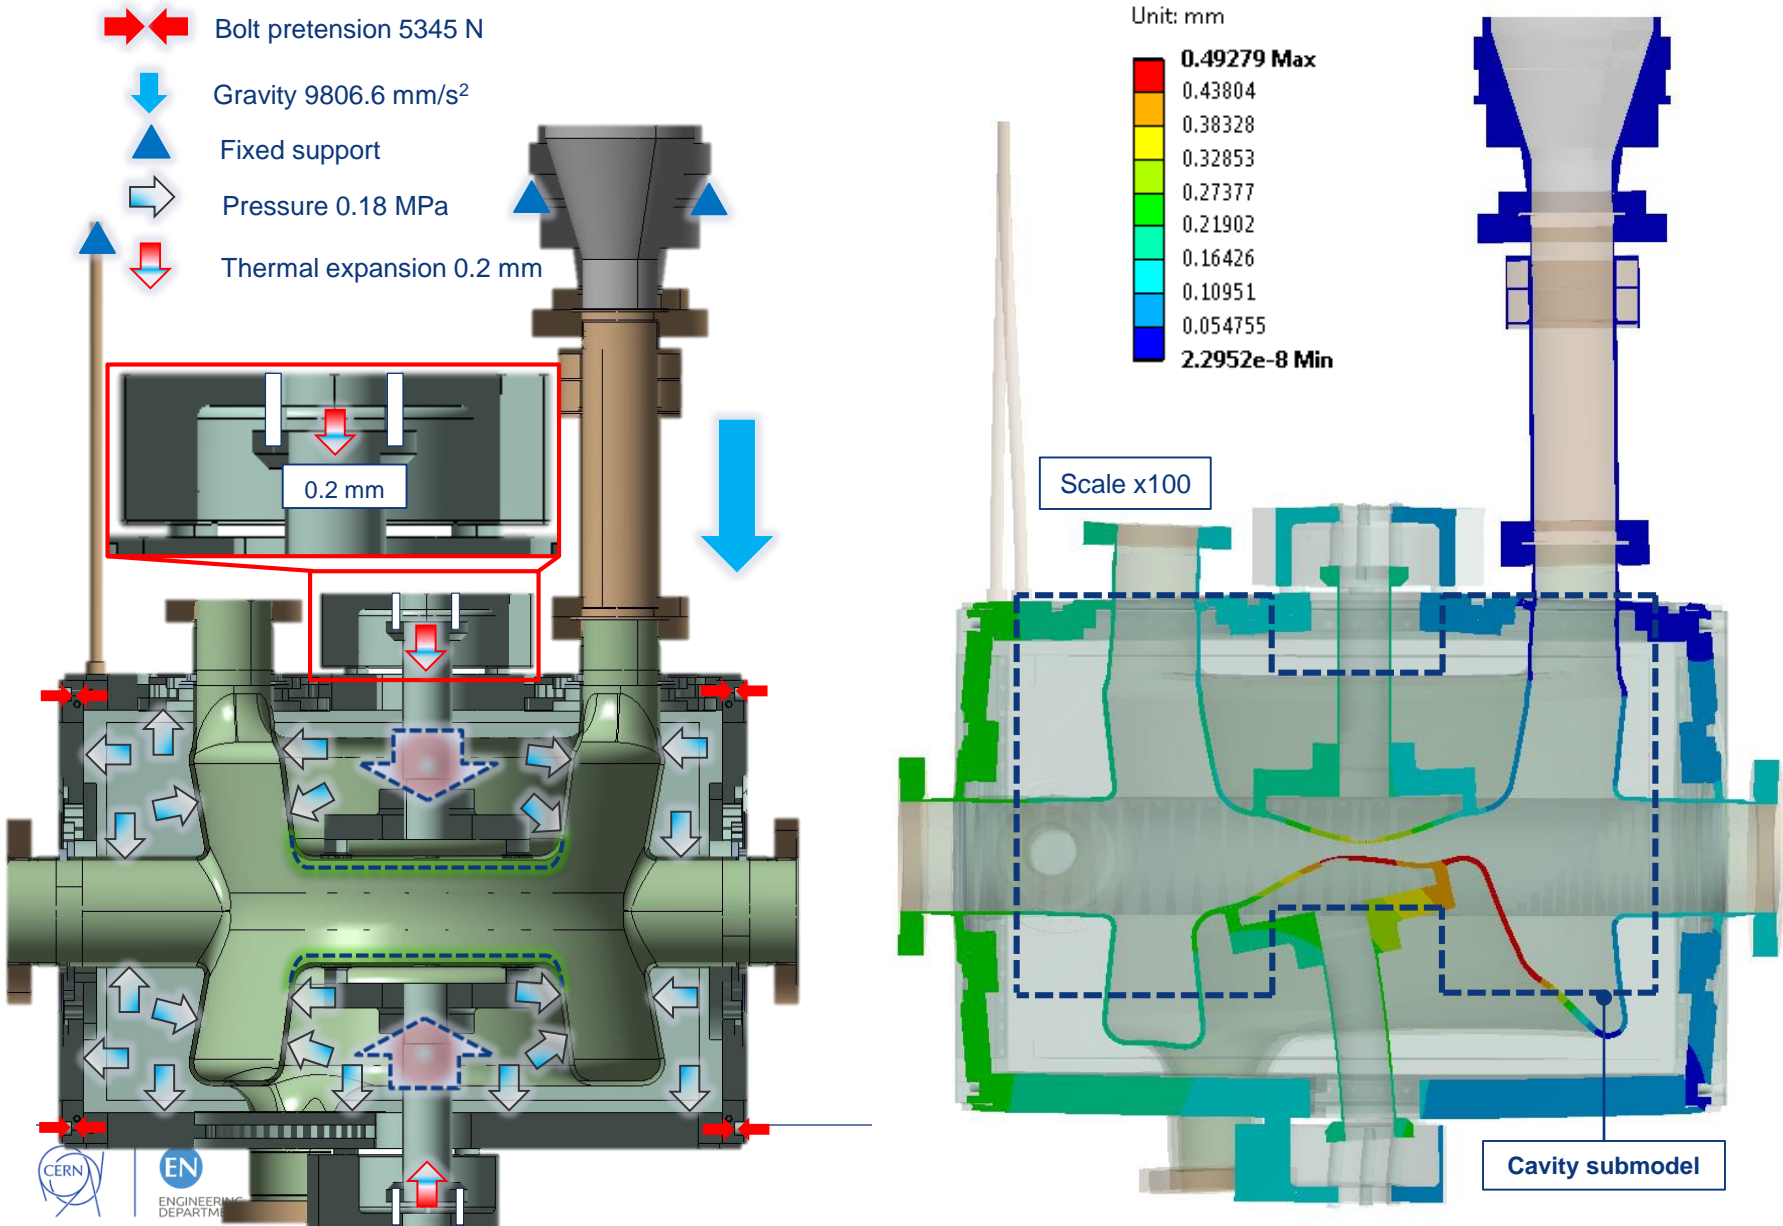 Bolt pretension 5345 N
Gravity 9806.6 mm/s²
Fixed support
Pressure 0.18 MPa
Thermal expansion 0.2 mm
0.2 mm
CERN
EN
ENGINEERING
DEPARTME
Unit: mm
0.49279 Max
0.43804
0.38328
0.32853
0.27377
0.21902
0.16426
0.10951
0.054755
2.2952e-8 Min
Scale x100
Cavity submodel